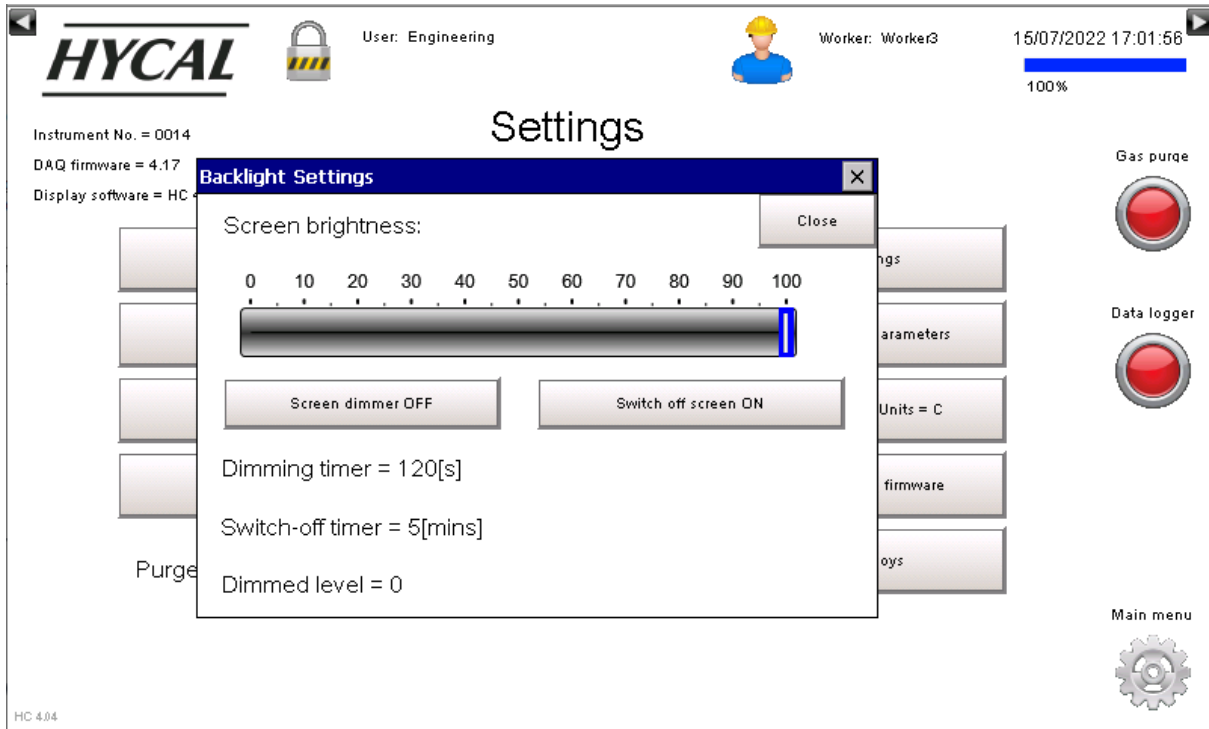 HYCAL
User: Engineering
Worker: Worker3
15/07/2022 17:01:56
100%
Settings
Instrument No. = 0014
DAQ firmware = 4.17
Display software = HC
Gas purge
Backlight Settings
Close
Screen brightness:
ngs
0 10 20 30 40 50 60 70 80 90 100
Data logger
arameters
Screen dimmer OFF
Switch off screen ON
Units = C
Dimming timer = 120[s]
firmware
Switch-off timer = 5[mins]
Purge
oys
Dimmed level = 0
Main menu
HC 4.04